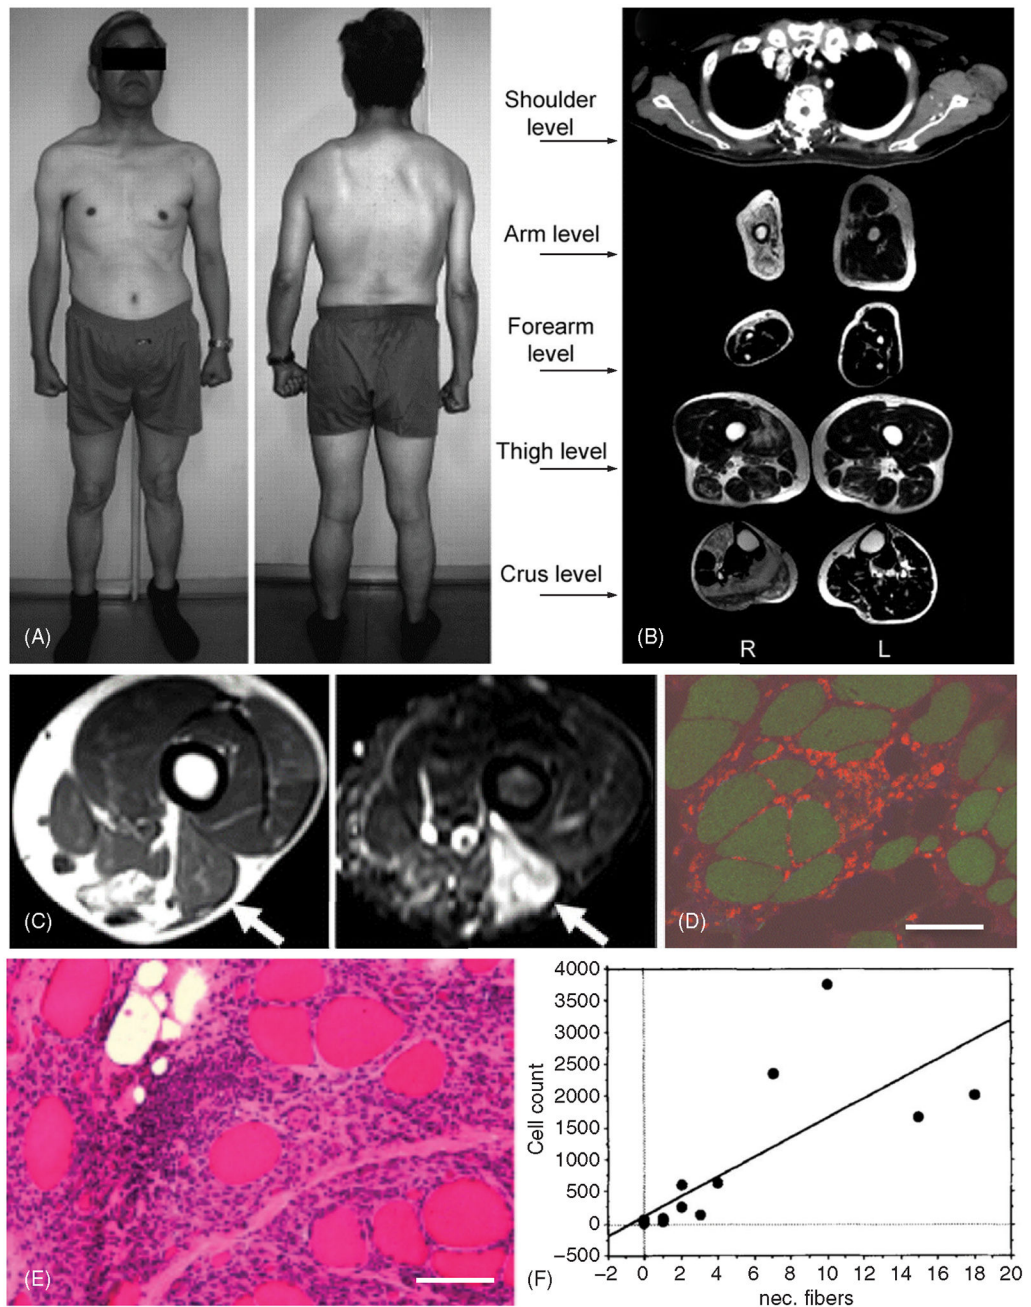 Shoulder
level
Arm level
Forearm
level
Thigh level
Crus level
(A)
(B)
R
L
(C)
(D)
(E)
(F)
Cell count
4000
3500
3000
2500
2000
1500
1000
500
0
−500
−2 0 2 4 6 8 10 12 14 16 18 20
nec. fibers